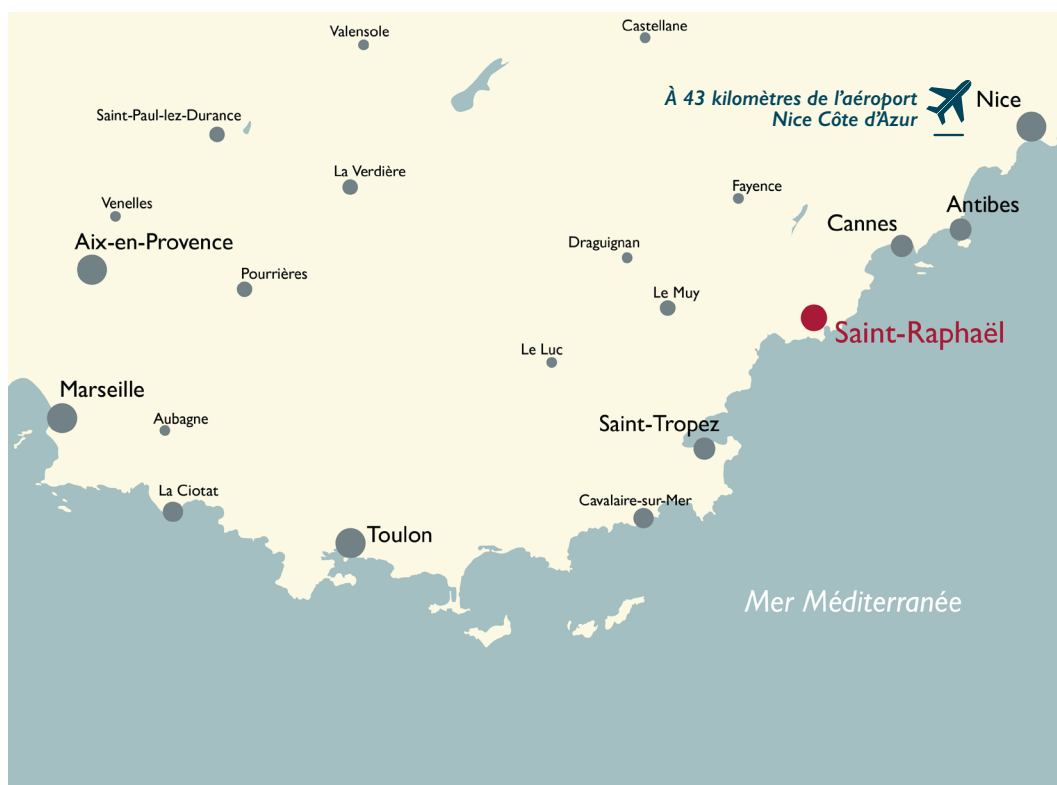 Valensole
Castellane
À 43 kilomètres de l'aéroport
Nice Côte d'Azur
Nice
Saint-Paul-lez-Durance
La Verdière
Fayence
Venelles
Antibes
Cannes
Aix-en-Provence
Draguignan
Pourrières
Le Muy
Saint-Raphaël
Le Luc
Marseille
Aubagne
Saint-Tropez
La Ciotat
Cavalaire-sur-Mer
Toulon
Mer Méditerranée